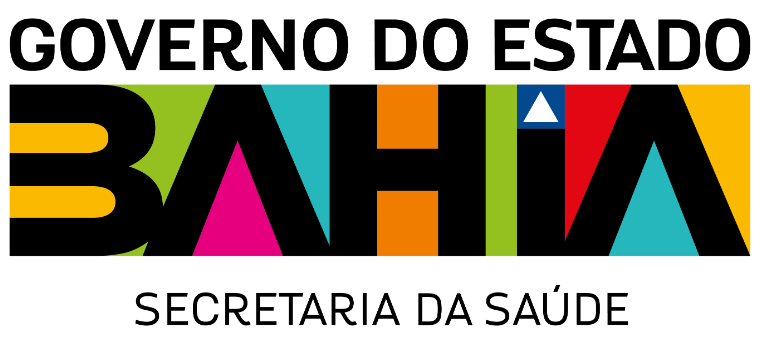 GOVERNO DO ESTADO
BAHIA
SECRETARIA DA SAÚDE